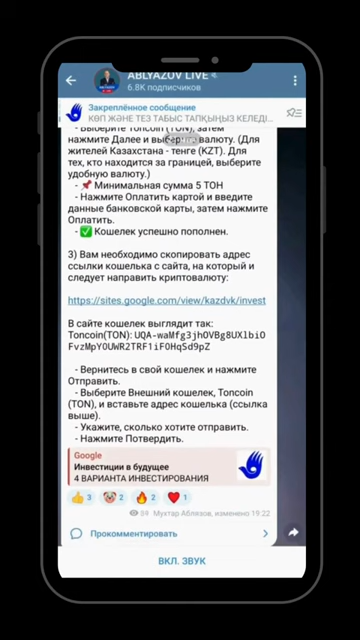 ABLYAZOV LIVE
6.8K подписчиков
Закреплённое сообщение
КӨП ЖӘНЕ ТЕЗ ТАБЫС ТАПҚЫҢЫЗ КЕЛЕДІ...
- Выберите Toncoin (TON), затем
нажмите Далее и выберите валюту. (Для
жителей Казахстана - тенге (KZT). Для
тех, кто находится за границей, выберите
удобную валюту.)
- 📌 Минимальная сумма 5 ТОН
- Нажмите Оплатить картой и введите
данные банковской карты, затем нажмите
Оплатить.
- ✅ Кошелек успешно пополнен.
3) Вам необходимо скопировать адрес
ссылки кошелька с сайта, на который и
следует направить криптовалюту:
https://sites.google.com/view/kazdvk/invest
В сайте кошелек выглядит так:
Toncoin(TON): UQA-waMfg3jhOVBg8UXlbiO
FvzMpYOUWR2TRF1iF0HqSd9pZ
- Вернитесь в свой кошелек и нажмите
Отправить.
- Выберите Внешний кошелек, Toncoin
(TON), и вставьте адрес кошелька (ссылка
выше).
- Укажите, сколько хотите отправить.
- Нажмите Потвердить.
Google
Инвестиции в будущее
4 ВАРИАНТА ИНВЕСТИРОВАНИЯ
👍 3 🤡 2 🔥 2 ❤ 1
59 Мухтар Аблязов, изменено 19:22
Прокомментировать
ВКЛ. ЗВУК